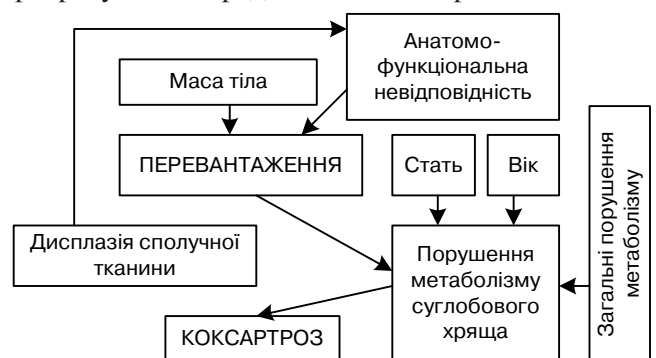 Анатомо-
функціональна
невідповідність
Маса тіла
ПЕРЕВАНТАЖЕННЯ
Стать
Вік
Загальні порушення
метаболізму
Дисплазія сполучної
тканини
Порушення
метаболізму
суглобового
хряща
КОКСАРТРОЗ